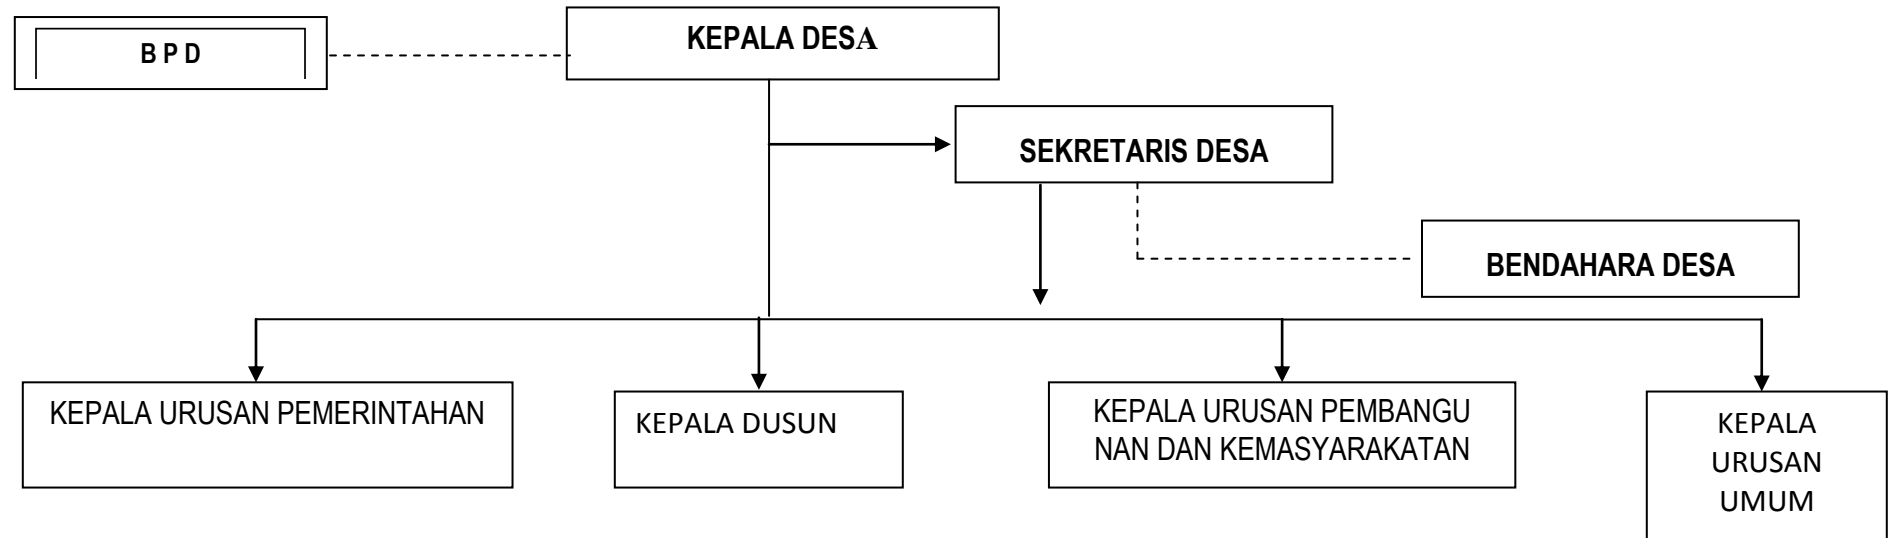 B P D
KEPALA DESA
SEKRETARIS DESA
BENDAHARA DESA
KEPALA URUSAN PEMERINTAHAN
KEPALA DUSUN
KEPALA URUSAN PEMBANGU
NAN DAN KEMASYARAKATAN
KEPALA
URUSAN
UMUM